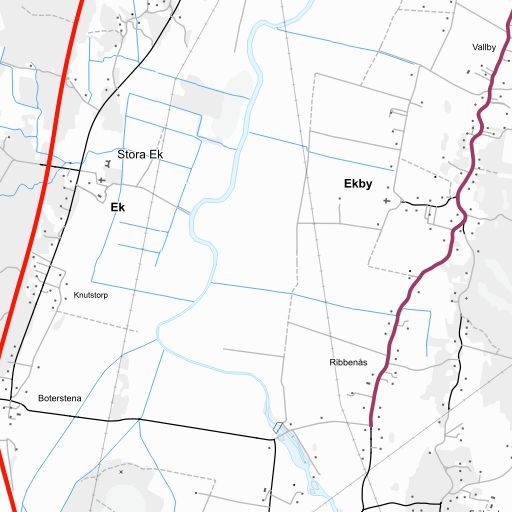 Vallby
Stora Ek
Ekby
Ek
Knutstorp
Ribbenås
Boterstena